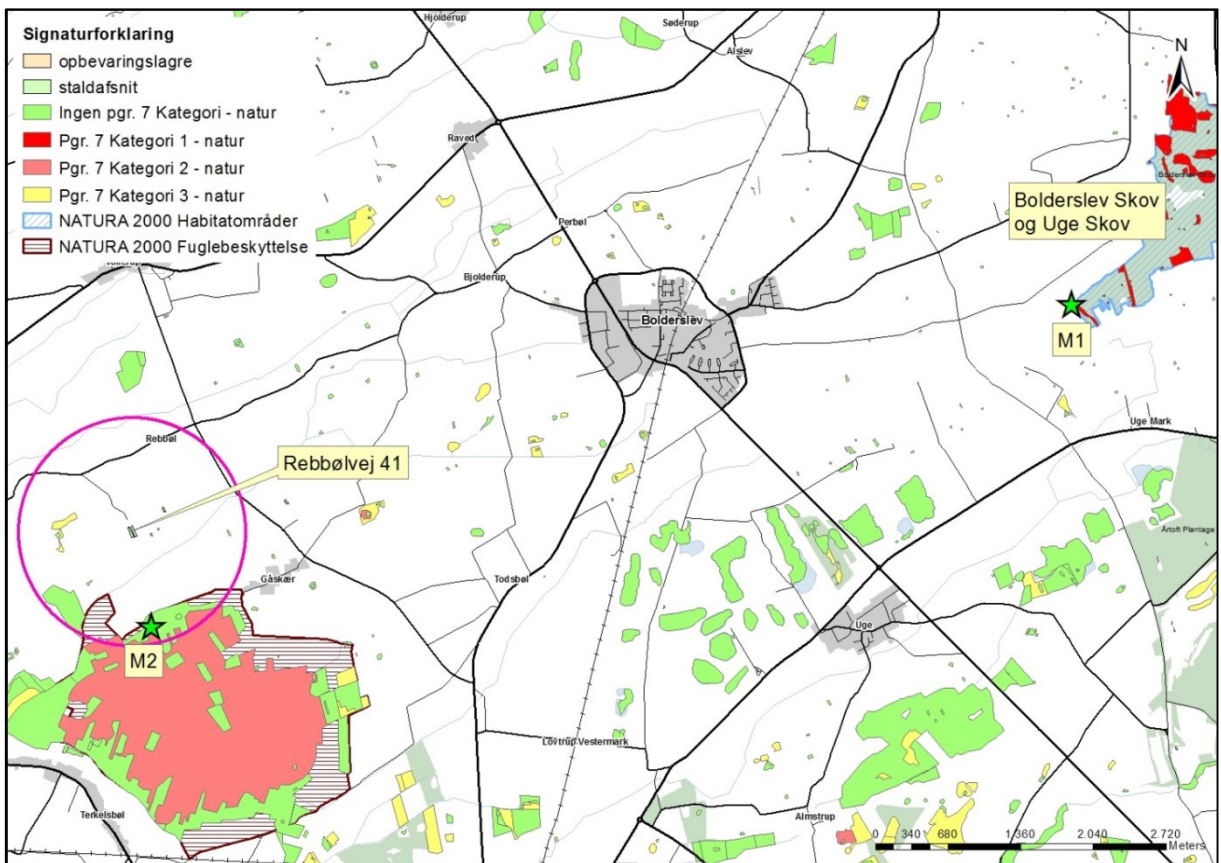 Signaturforklaring
opbevaringslagre
staldafsnit
Ingen pgr. 7 Kategori - natur
Pgr. 7 Kategori 1 - natur
Pgr. 7 Kategori 2 - natur
Pgr. 7 Kategori 3 - natur
NATURA 2000 Habitatområder
NATURA 2000 Fuglebeskyttelse
Hjolderup
Søderup
Alslev
N
Raved
Bolderslev Skov
og Uge Skov
Perbøl
Bjolderup
Bolderslev
M1
Uge Mark
Rebbøl
Rebbølvej 41
Årtoft Plantage
Gåskær
Todsbøl
Uge
M2
Lovtrup Vestermark
Terkelsbøl
Almstrup
0 340 680 1.360 2.040 2.720
Meters